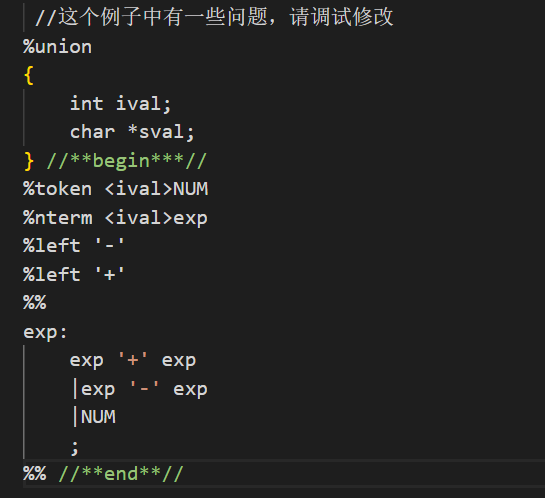 //这个例子中有一些问题，请调试修改
%union
{
    int ival;
    char *sval;
} //**begin***//
%token <ival>NUM
%nterm <ival>exp
%left '-'
%left '+'
%%
exp:
    exp '+' exp
    |exp '-' exp
    |NUM
    ;
%% //**end**//